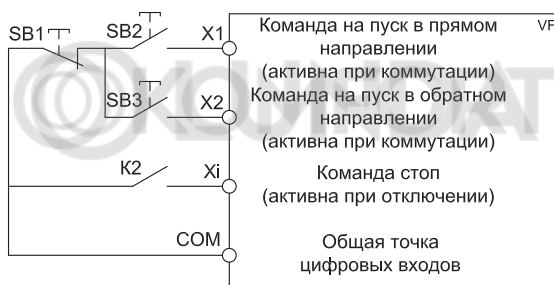 SB1
SB2
X1
Команда на пуск в прямом
направлении
(активна при коммутации)
VF
SB3
X2
Команда на пуск в обратном
направлении
(активна при коммутации)
K2
Xi
Команда стоп
(активна при отключении)
COM
Общая точка
цифровых входов